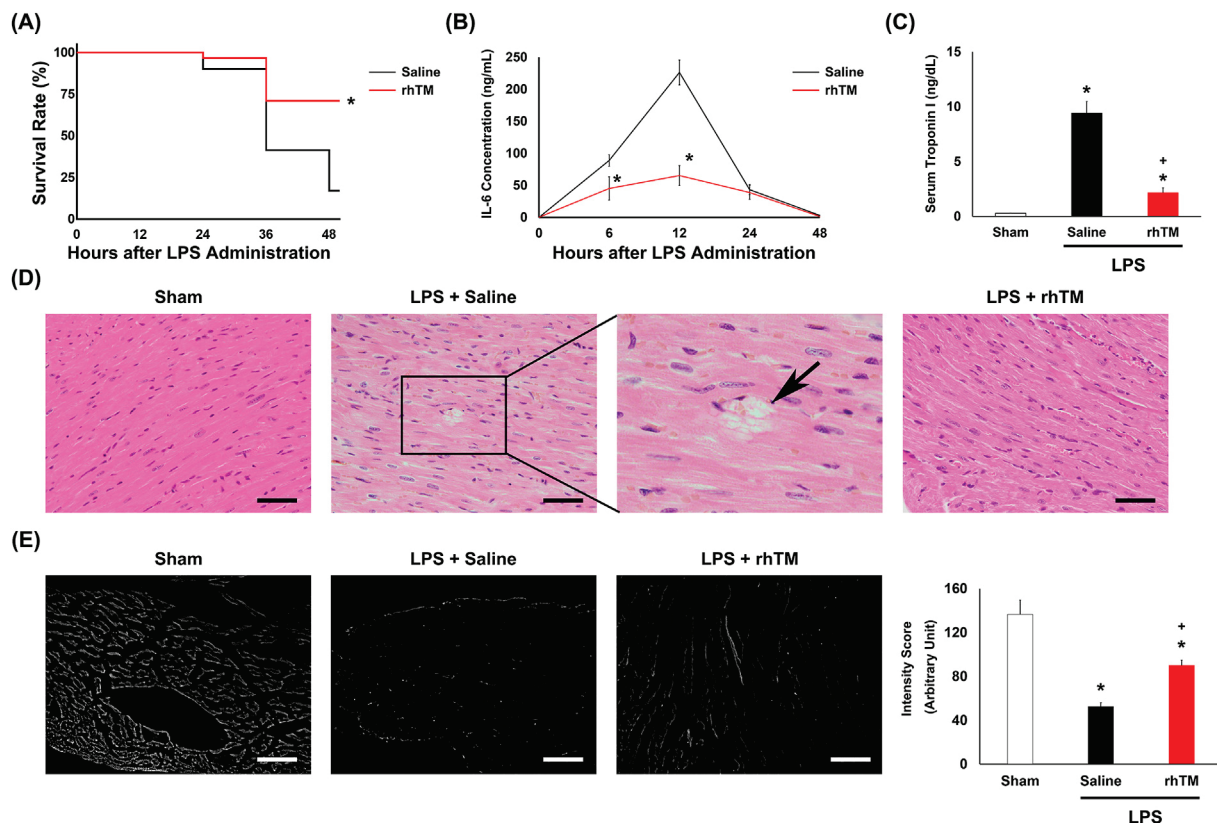 (A)
Survival Rate (%)
100
75
50
25
0
0 12 24 36 48
Hours after LPS Administration
Saline
rhTM
*
(B)
IL-6 Concentration (ng/mL)
250
200
150
100
50
0
0 6 12 24 48
Hours after LPS Administration
Saline
rhTM
*
*
(C)
Serum Troponin I (ng/dL)
15
10
5
0
*
+
*
Sham Saline rhTM
LPS
(D)
Sham
LPS + Saline
LPS + rhTM
(E)
Sham
LPS + Saline
LPS + rhTM
Intensity Score
(Arbitrary Unit)
160
120
80
40
0
*
+
*
Sham Saline rhTM
LPS